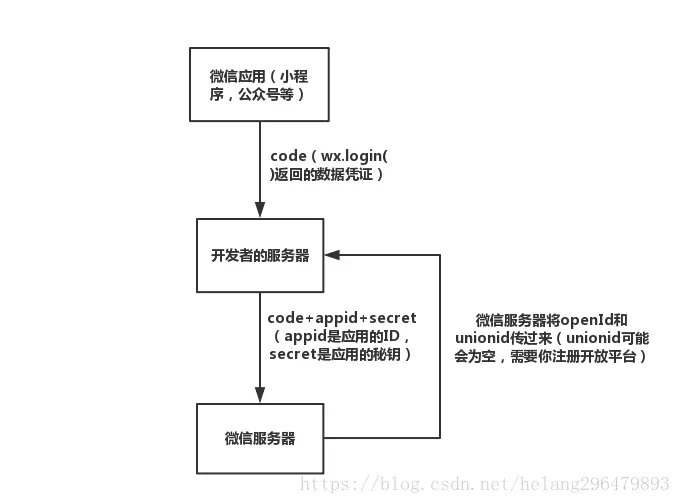 微信应用（小程
序，公众号等）
code（wx.login(
)返回的数据凭证）
开发者的服务器
code+appid+secret
（appid是应用的ID，
secret是应用的秘钥）
微信服务器将openId和
unionid传过来（unionid可能
会为空，需要你注册开放平台）
微信服务器
https://blog.csdn.net/helang296479893